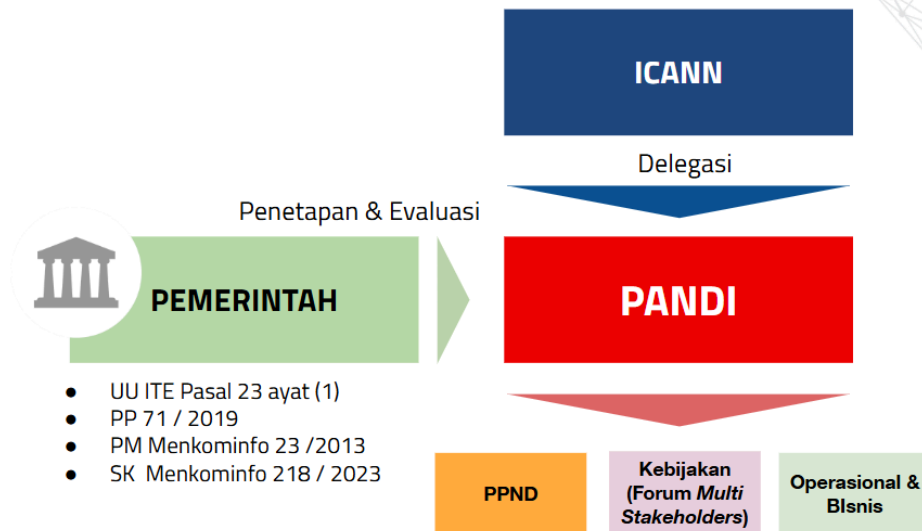 ICANN
Delegasi
Penetapan & Evaluasi
PEMERINTAH
PANDI
● UU ITE Pasal 23 ayat (1)
● PP 71 / 2019
● PM Menkominfo 23 /2013
● SK Menkominfo 218 / 2023
PPND
Kebijakan
(Forum Multi
Stakeholders)
Operasional &
BIsnis